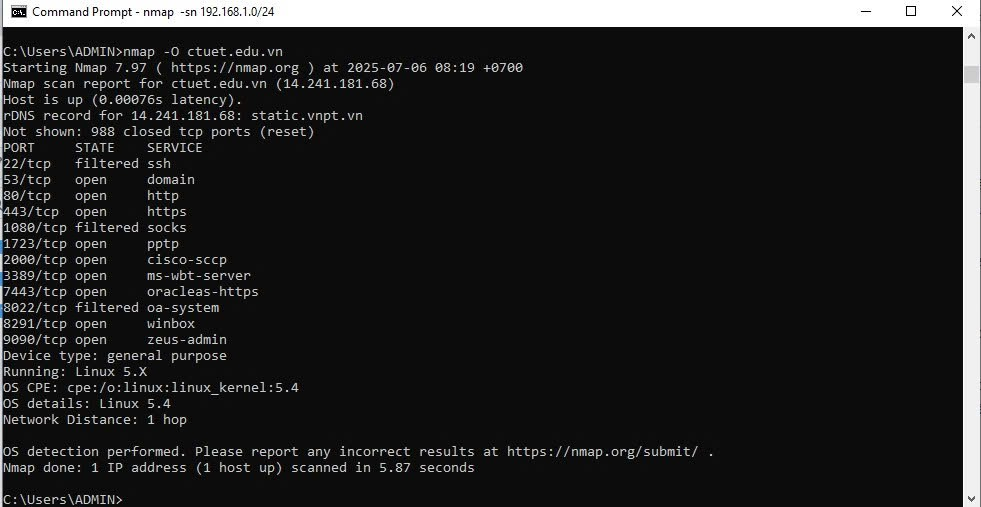 Command Prompt - nmap  -sn 192.168.1.0/24
C:\Users\ADMIN>nmap -O ctuet.edu.vn
Starting Nmap 7.97 ( https://nmap.org ) at 2025-07-06 08:19 +0700
Nmap scan report for ctuet.edu.vn (14.241.181.68)
Host is up (0.00076s latency).
rDNS record for 14.241.181.68: static.vnpt.vn
Not shown: 988 closed tcp ports (reset)
PORT     STATE    SERVICE
22/tcp   filtered ssh
53/tcp   open     domain
80/tcp   open     http
443/tcp  open     https
1080/tcp filtered socks
1723/tcp open     pptp
2000/tcp open     cisco-sccp
3389/tcp open     ms-wbt-server
7443/tcp open     oracleas-https
8022/tcp filtered oa-system
8291/tcp open     winbox
9090/tcp open     zeus-admin
Device type: general purpose
Running: Linux 5.X
OS CPE: cpe:/o:linux:linux_kernel:5.4
OS details: Linux 5.4
Network Distance: 1 hop
OS detection performed. Please report any incorrect results at https://nmap.org/submit/ .
Nmap done: 1 IP address (1 host up) scanned in 5.87 seconds
C:\Users\ADMIN>